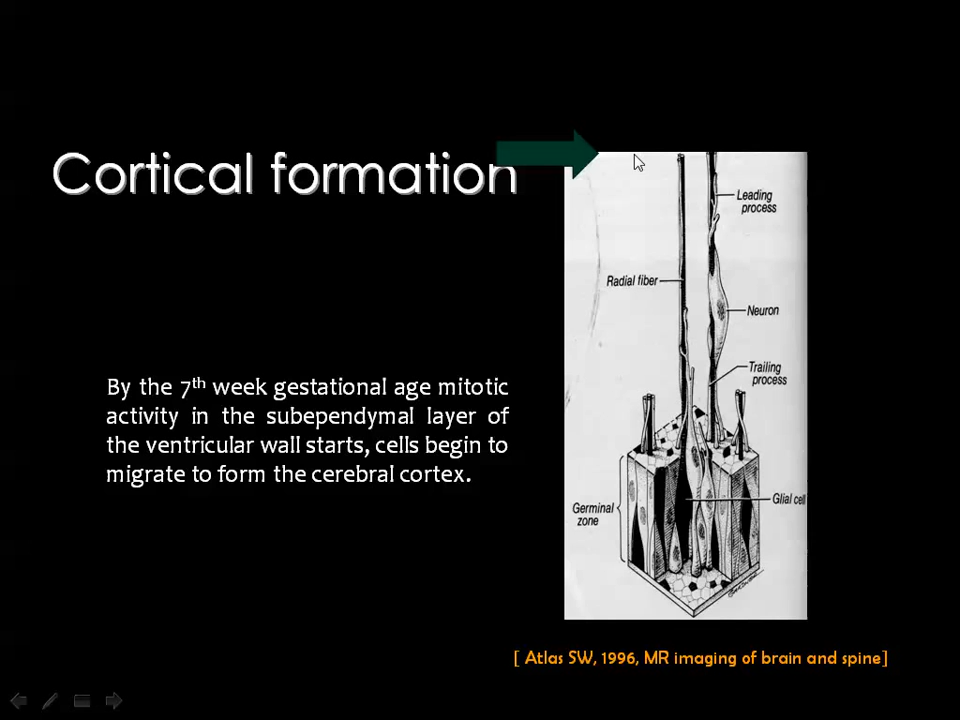 Cortical formation
Leading
process
Radial fiber
Neuron
Trailing
process
By the 7th week gestational age mitotic
activity in the subependymal layer of
the ventricular wall starts, cells begin to
migrate to form the cerebral cortex.
Glial cell
Germinal
zone
[ Atlas SW, 1996, MR imaging of brain and spine]